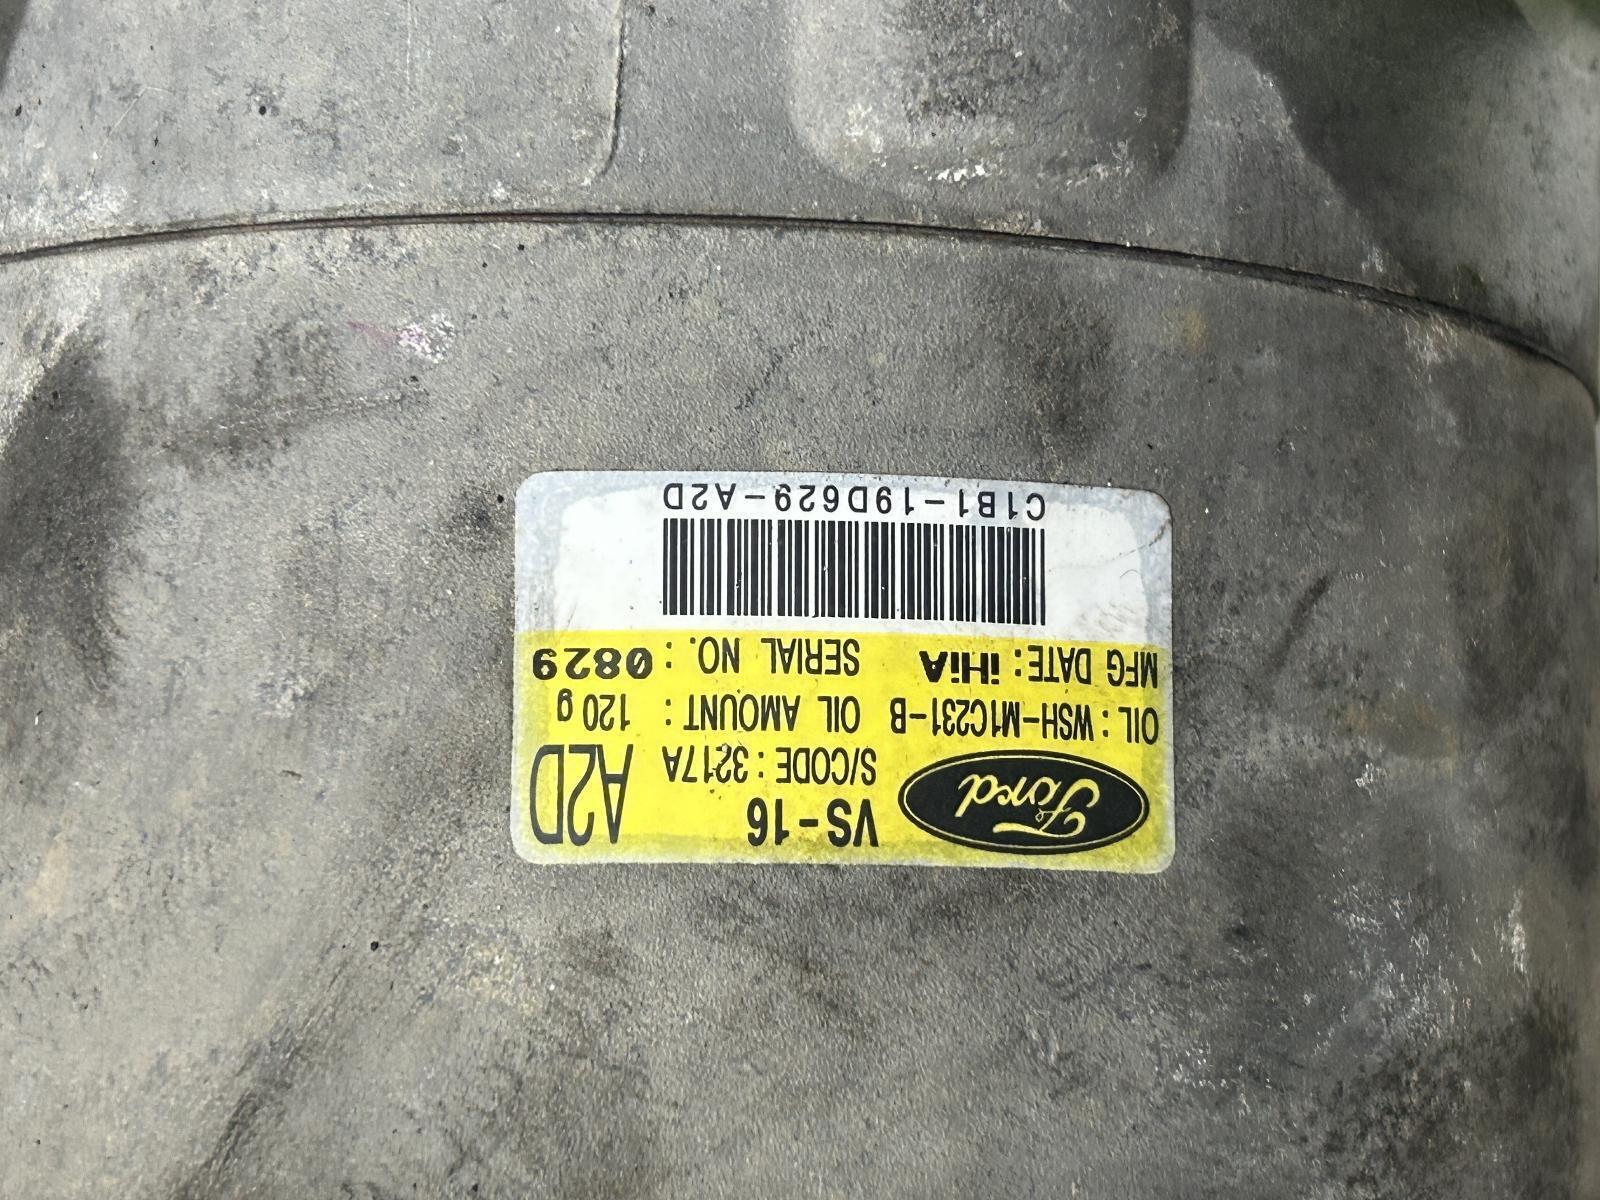 Ford
VS-16
A2D
S/CODE : 3217A
OIL : WSH-M1C231-B OIL AMOUNT : 120 g
MFG DATE : iHiA SERIAL NO. : 0829
C1B1-19D629-A2D